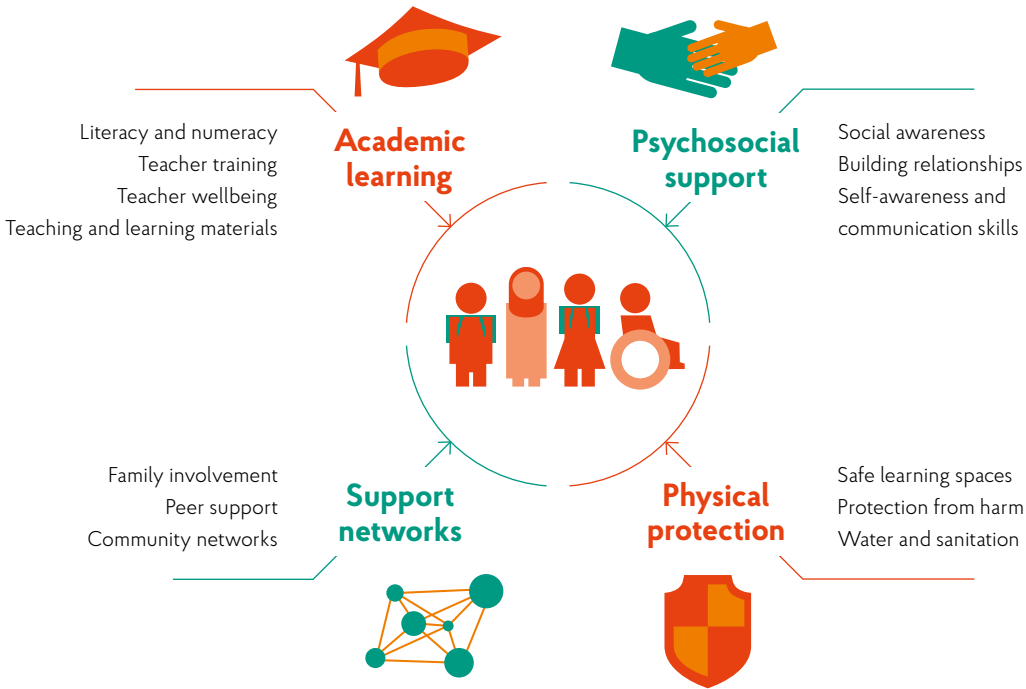 Academic
learning
Literacy and numeracy
Teacher training
Teacher wellbeing
Teaching and learning materials
Psychosocial
support
Social awareness
Building relationships
Self-awareness and
communication skills
Support
networks
Family involvement
Peer support
Community networks
Physical
protection
Safe learning spaces
Protection from harm
Water and sanitation